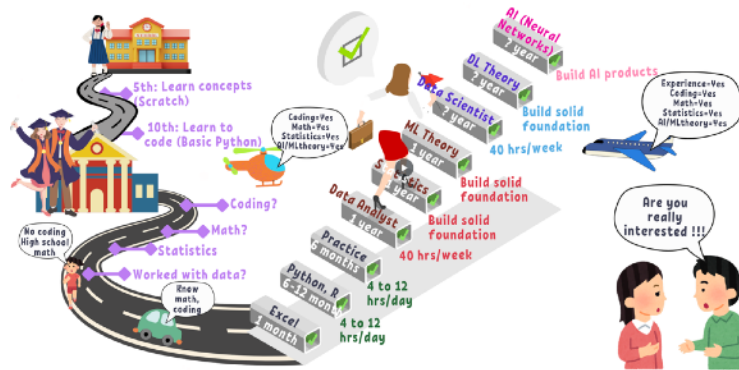 5th: Learn concepts
(Scratch)
10th: Learn to
code (Basic Python)
Coding=Yes
Math=Yes
Statistics=Yes
AI/MLtheory=Yes
Coding?
Math?
Statistics
Worked with data?
No coding
High school
math
Knew
math,
coding
AI (Neural
Networks)
? year
Build AI products
DL Theory
? year
Build solid
foundation
Data Scientist
? year
40 hrs/week
ML Theory
1 year
Build solid
foundation
year
Build solid
foundation
Data Analyst
1 year
40 hrs/week
Practice
6 months
4 to 12
hrs/day
Python, R
6-12 month
4 to 12
hrs/day
Excel
1 month
Experience=Yes
Coding=Yes
Math=Yes
Statistics=Yes
AI/MLtheory=Yes
Are you
really
interested !!!